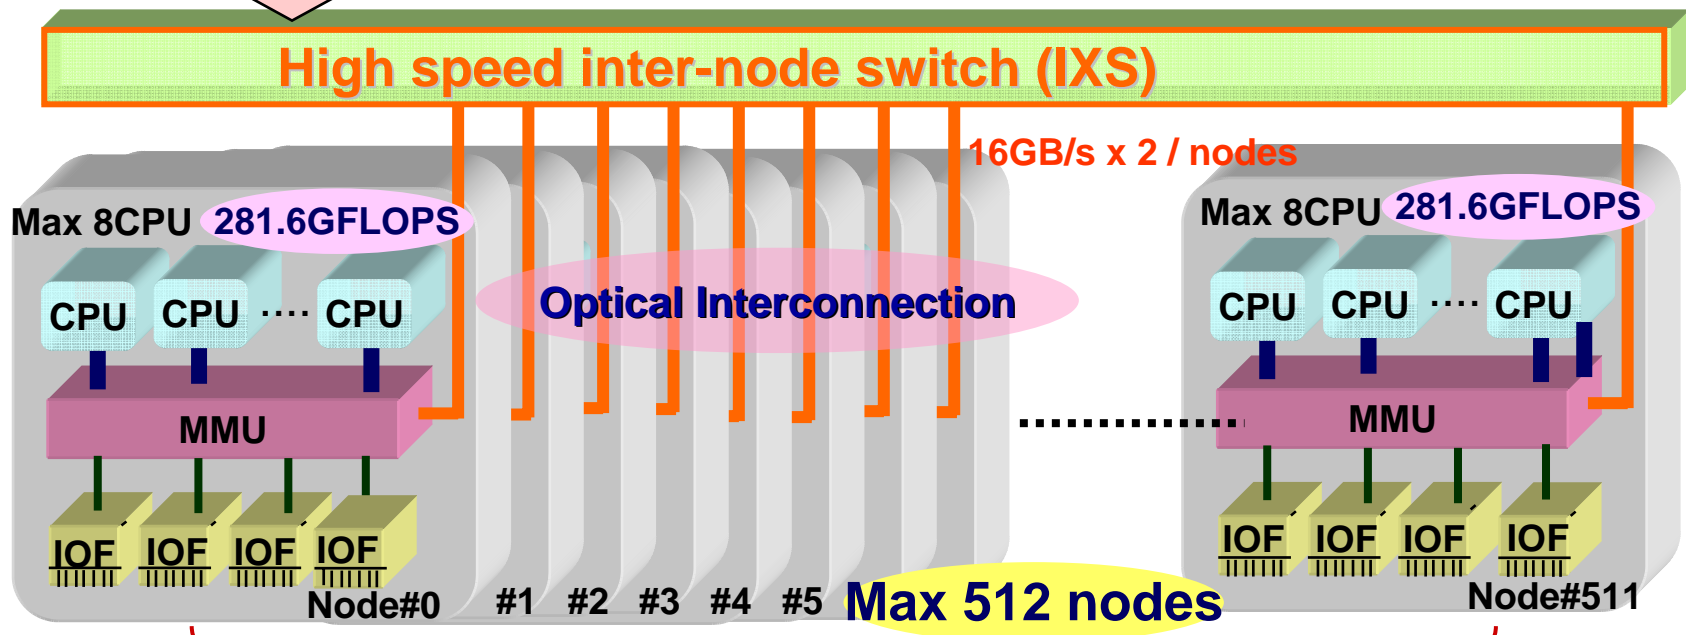 High speed inter-node switch (IXS)
16GB/s x 2 / nodes
Max 8CPU 281.6GFLOPS
Max 8CPU 281.6GFLOPS
Optical Interconnection
CPU CPU ···· CPU
CPU CPU ···· CPU
MMU
MMU
IOF IOF IOF IOF
IOF IOF IOF IOF
Node#0 #1 #2 #3 #4 #5 Max 512 nodes Node#511